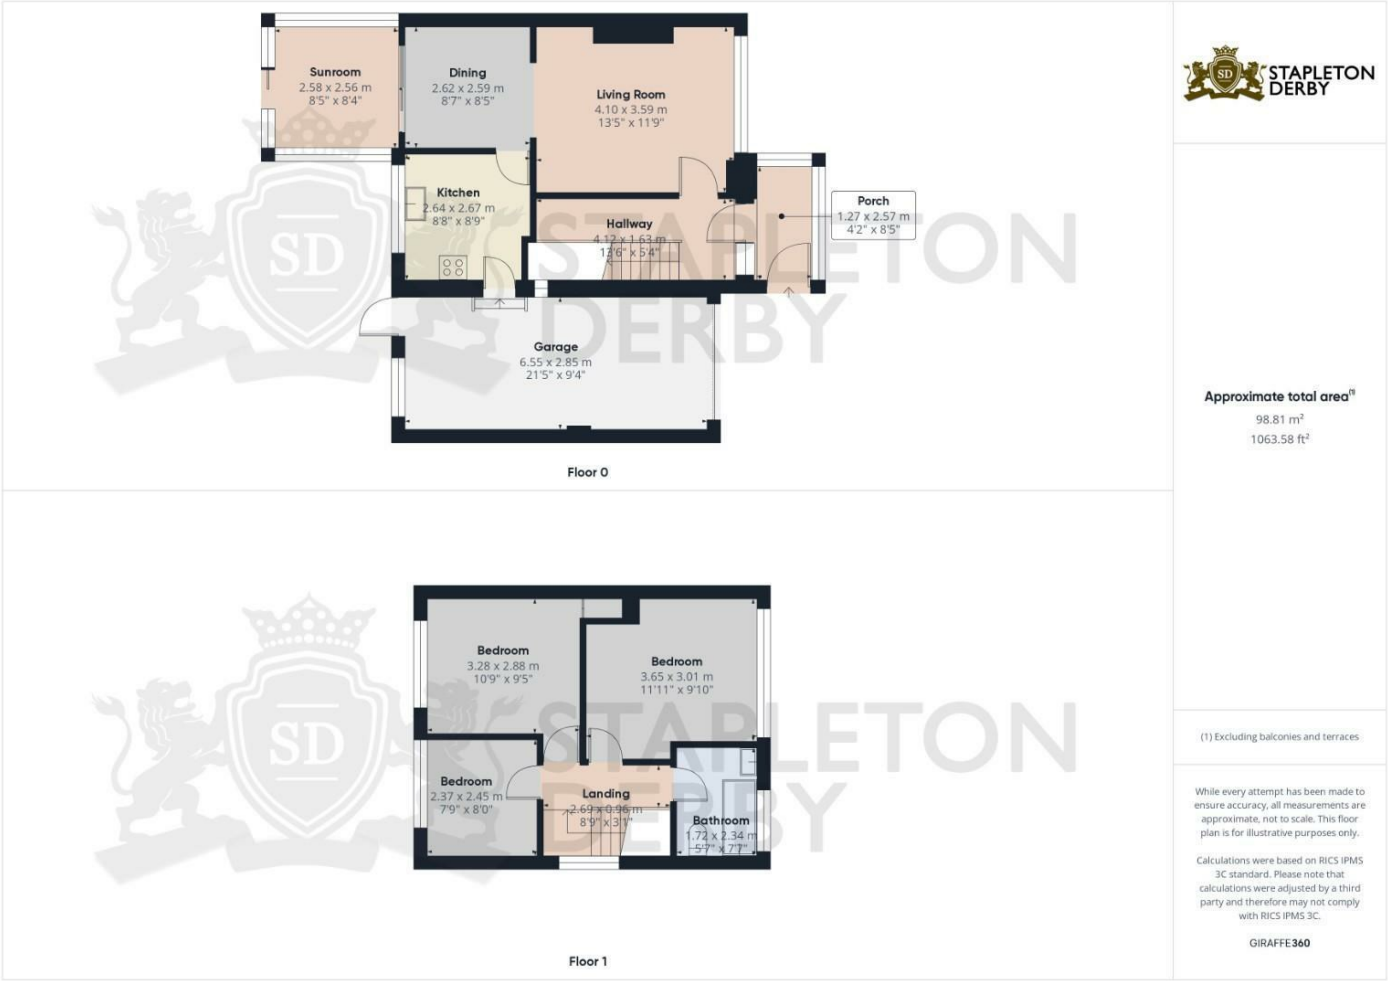 Sunroom
2.58 x 2.56 m
8'5" x 8'4"
Dining
2.62 x 2.59 m
8'7" x 8'5"
Living Room
4.10 x 3.59 m
13'5" x 11'9"
Kitchen
2.64 x 2.67 m
8'8" x 8'9"
Hallway
4.12 x 1.63 m
13'6" x 5'4"
Porch
1.27 x 2.57 m
4'2" x 8'5"
Garage
6.55 x 2.85 m
21'5" x 9'4"
SD
STAPLETON
DERBY
Floor 0
Bedroom
3.28 x 2.88 m
10'9" x 9'5"
Bedroom
3.65 x 3.01 m
11'11" x 9'10"
Bedroom
2.37 x 2.45 m
7'9" x 8'0"
Landing
2.69 x 0.96 m
8'9" x 3'1"
Bathroom
1.72 x 2.34 m
5'7" x 7'7"
SD
STAPLETON
DERBY
Floor 1
SD
STAPLETON
DERBY
Approximate total area(1)
98.81 m²
1063.58 ft²
(1) Excluding balconies and terraces
While every attempt has been made to
ensure accuracy, all measurements are
approximate, not to scale. This floor
plan is for illustrative purposes only.
Calculations were based on RICS IPMS
3C standard. Please note that
calculations were adjusted by a third
party and therefore may not comply
with RICS IPMS 3C.
GIRAFFE360